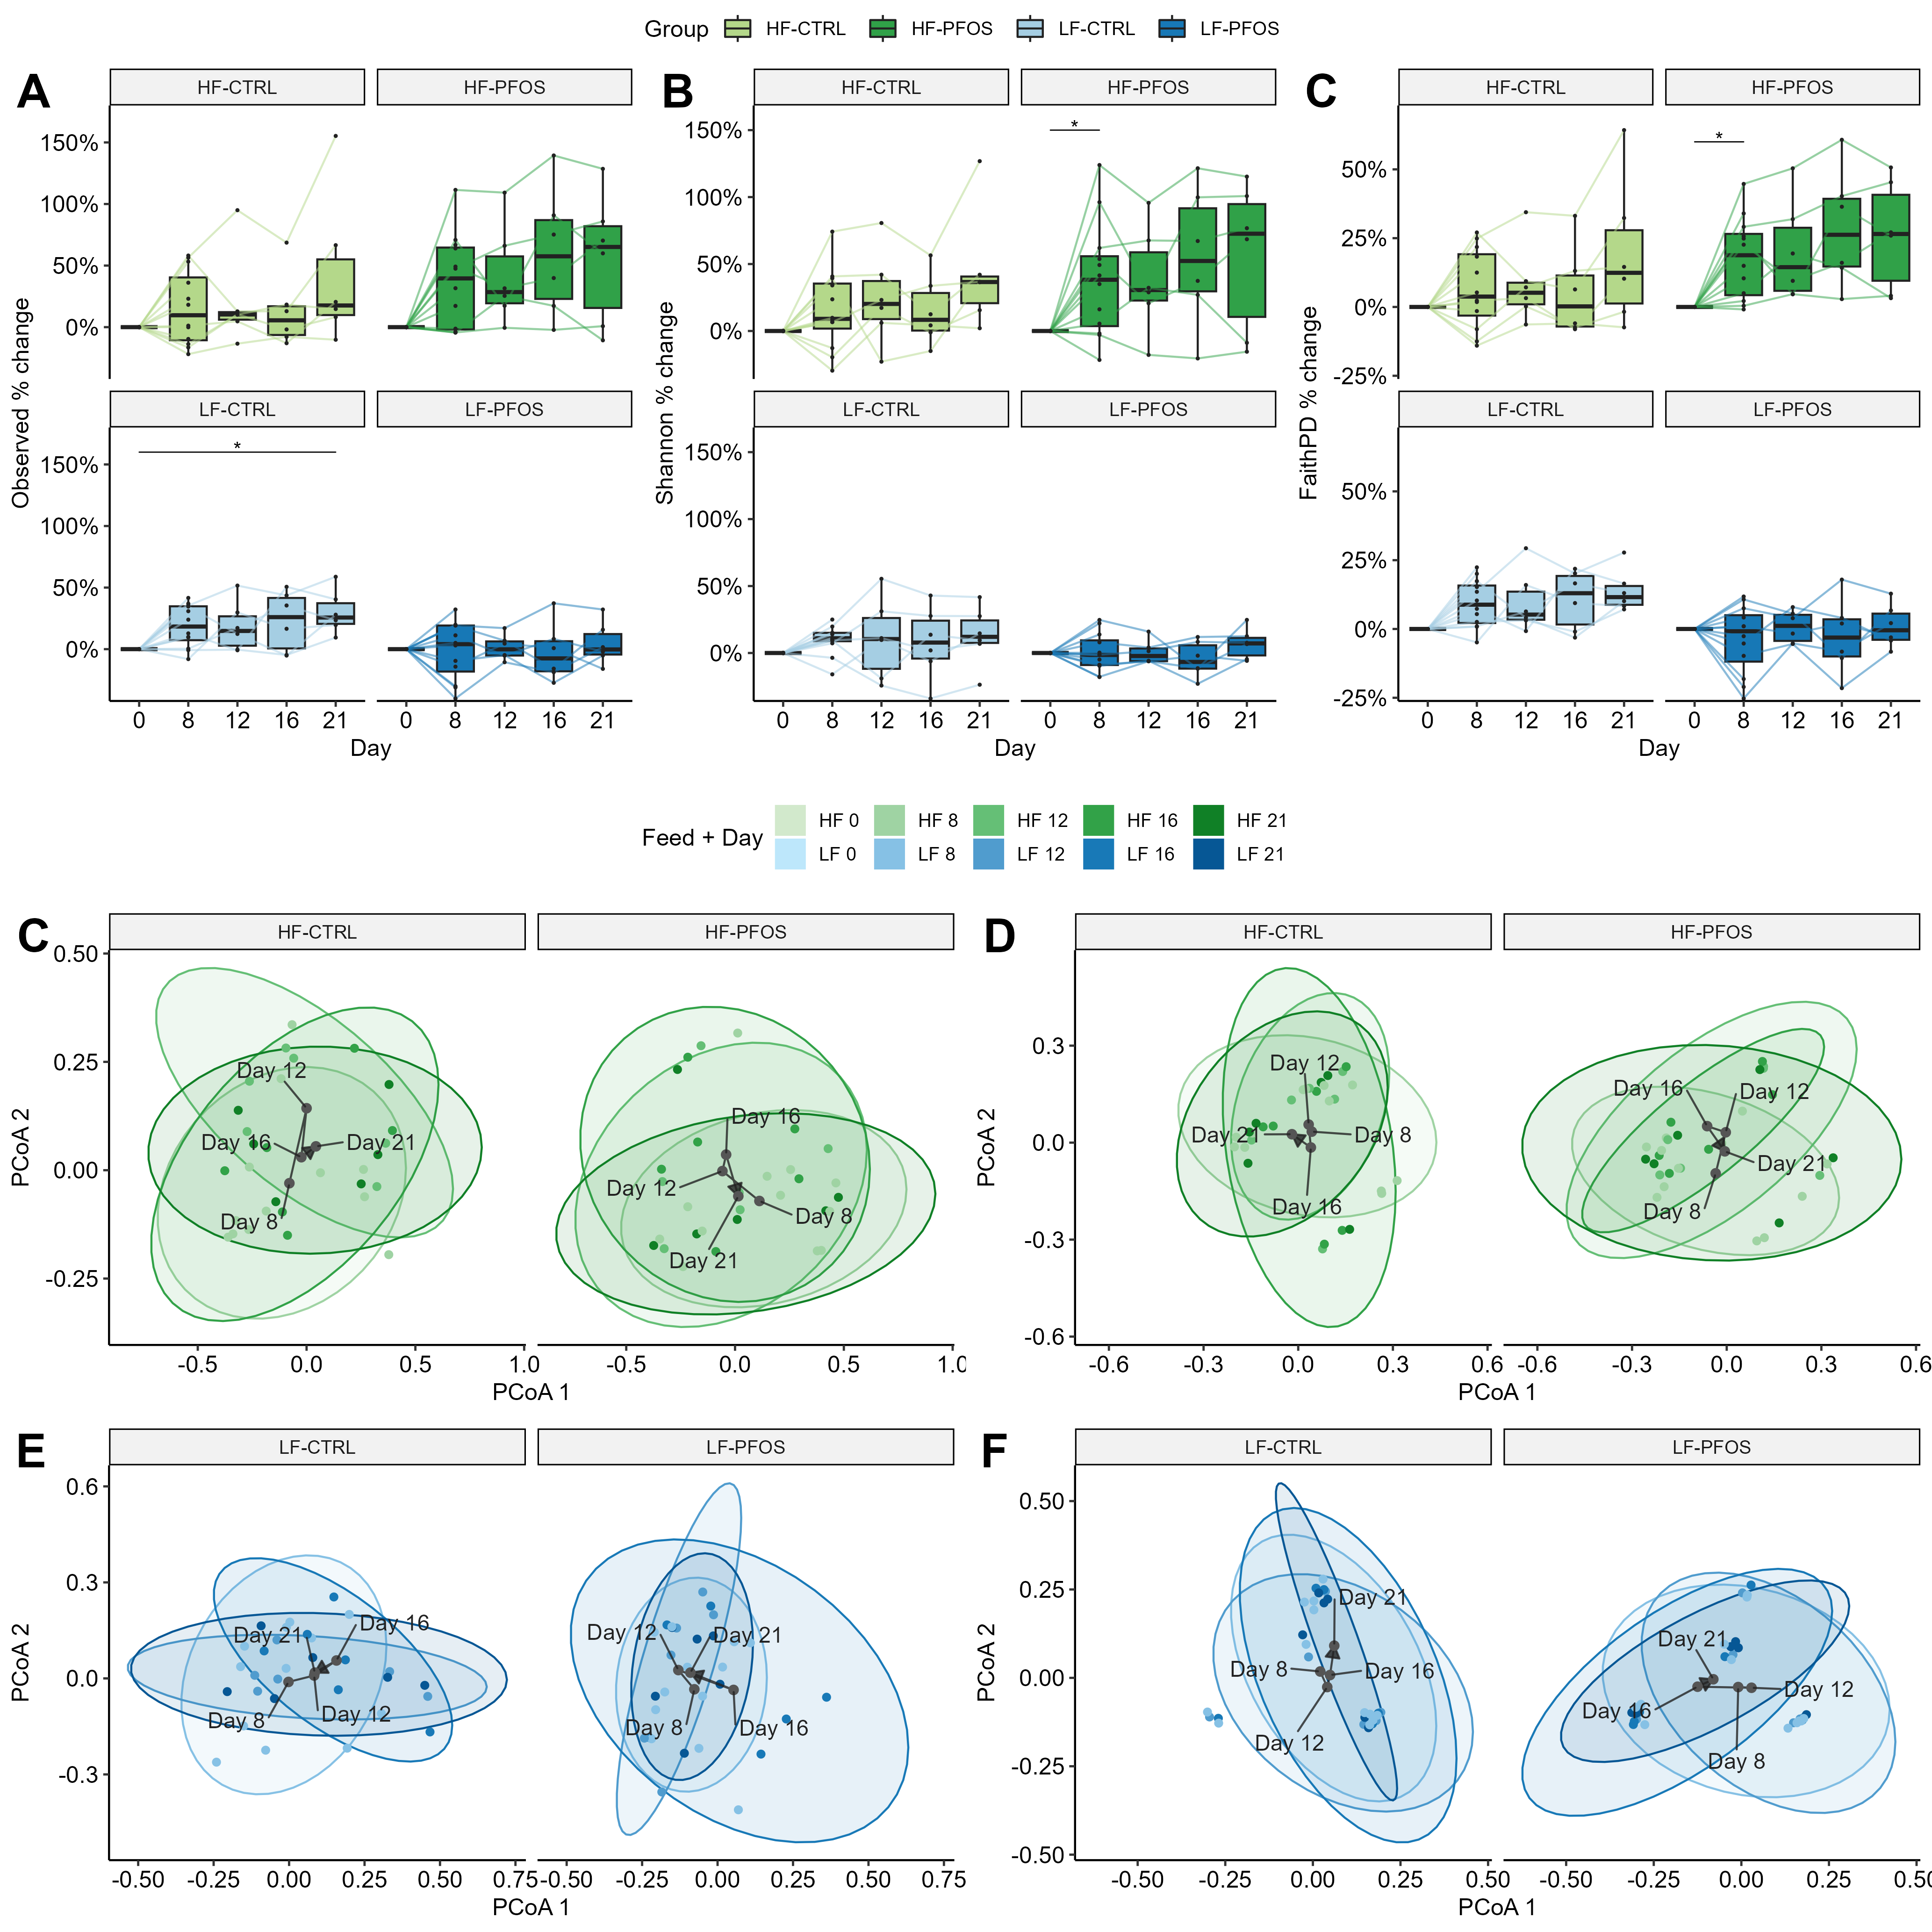 Group HF-CTRL HF-PFOS LF-CTRL LF-PFOS
A B C
HF-CTRL HF-PFOS HF-CTRL HF-PFOS HF-CTRL HF-PFOS
Observed % change
150%
100%
50%
0%
Shannon % change
150%
*
100%
50%
0%
FaithPD % change
*
50%
25%
0%
-25%
LF-CTRL LF-PFOS LF-CTRL LF-PFOS LF-CTRL LF-PFOS
*
150%
100%
50%
0%
150%
100%
50%
0%
50%
25%
0%
-25%
0 8 12 16 21 0 8 12 16 21 0 8 12 16 21 0 8 12 16 21 0 8 12 16 21 0 8 12 16 21
Day Day Day
Feed + Day
HF 0 HF 8 HF 12 HF 16 HF 21
LF 0 LF 8 LF 12 LF 16 LF 21
C
HF-CTRL HF-PFOS
PCoA 2
0.50
0.25
0.00
-0.25
Day 12
Day 16 Day 21
Day 8
Day 16
Day 12
Day 8
Day 21
-0.5 0.0 0.5 1.0 -0.5 0.0 0.5 1.0
PCoA 1
D
HF-CTRL HF-PFOS
PCoA 2
0.3
0.0
-0.3
-0.6
Day 12
Day 21 Day 8
Day 16
Day 16 Day 12
Day 21
Day 8
-0.6 -0.3 0.0 0.3 0.6 -0.6 -0.3 0.0 0.3 0.6
PCoA 1
E
LF-CTRL LF-PFOS
PCoA 2
0.6
0.3
0.0
-0.3
Day 21 Day 16
Day 8 Day 12
Day 12 Day 21
Day 8 Day 16
-0.50 -0.25 0.00 0.25 0.50 0.75 -0.50 -0.25 0.00 0.25 0.50 0.75
PCoA 1
F
LF-CTRL LF-PFOS
PCoA 2
0.50
0.25
0.00
-0.25
-0.50
Day 21
Day 8 Day 16
Day 12
Day 21
Day 16 Day 12
Day 8
-0.50 -0.25 0.00 0.25 0.50 -0.50 -0.25 0.00 0.25 0.50
PCoA 1